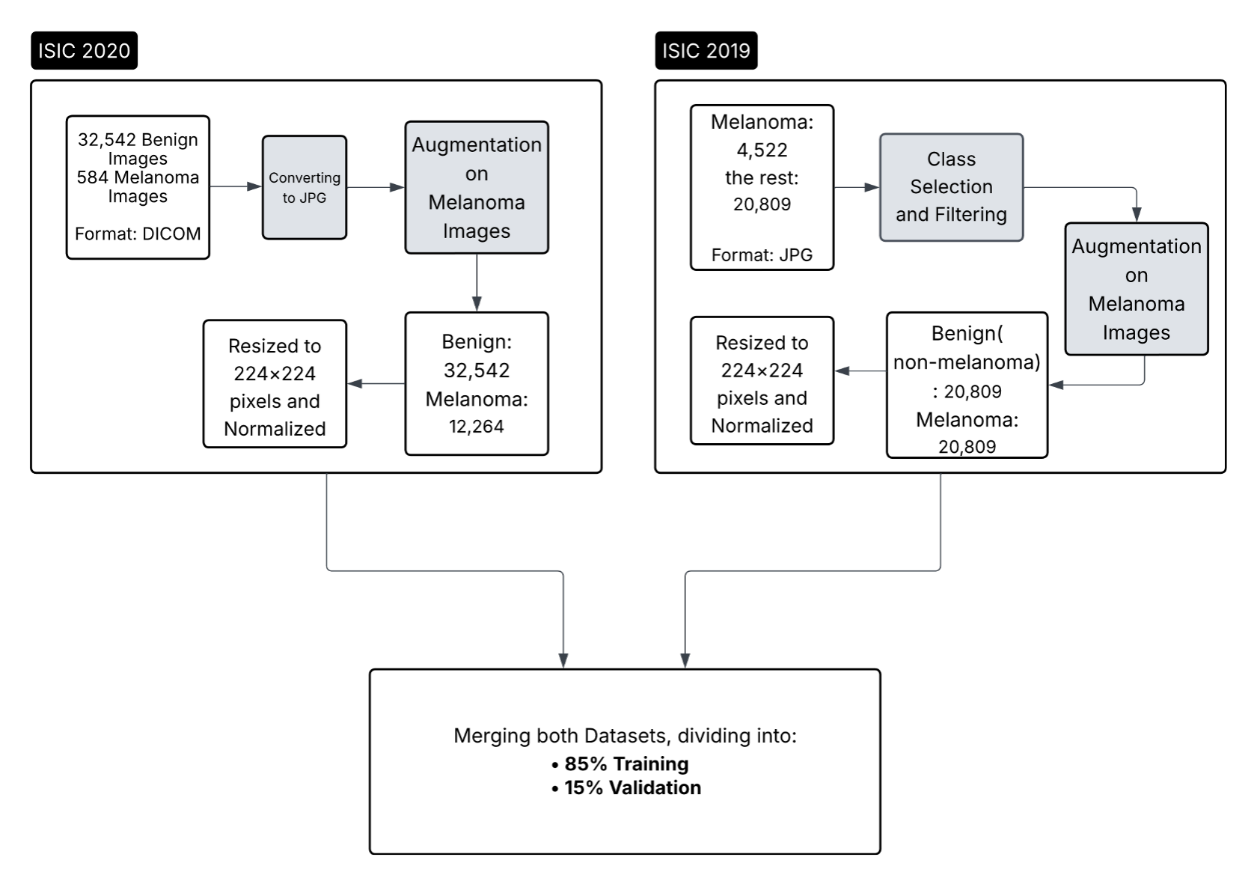 ISIC 2020
32,542 Benign
Images
584 Melanoma
Images
Format: DICOM
Converting
to JPG
Augmentation
on
Melanoma
Images
Resized to
224×224
pixels and
Normalized
Benign:
32,542
Melanoma:
12,264
ISIC 2019
Melanoma:
4,522
the rest:
20,809
Format: JPG
Class
Selection
and Filtering
Augmentation
on
Melanoma
Images
Resized to
224×224
pixels and
Normalized
Benign(
non-melanoma)
: 20,809
Melanoma:
20,809
Merging both Datasets, dividing into:
• 85% Training
• 15% Validation